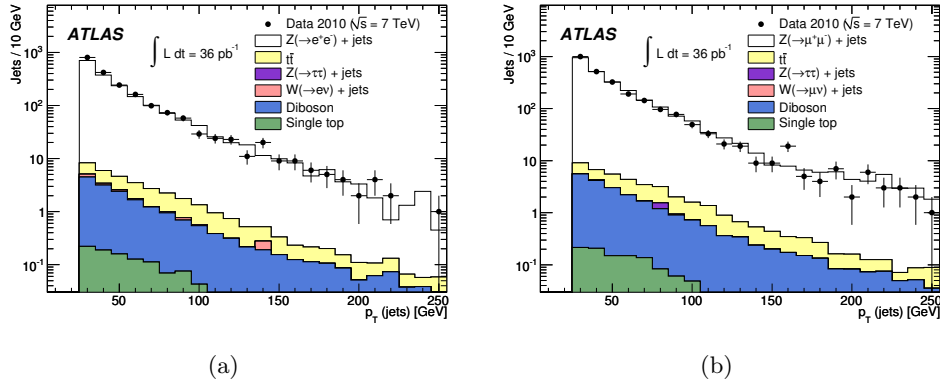 Jets / 10 GeV
ATLAS
∫ L dt = 36 pb⁻¹
Data 2010 (√s = 7 TeV)
Z(→e⁺e⁻) + jets
tt̄
Z(→ττ) + jets
W(→eν) + jets
Diboson
Single top
10³
10²
10
1
10⁻¹
50 100 150 200 250
p_T (jets) [GeV]
(a)
Jets / 10 GeV
ATLAS
∫ L dt = 36 pb⁻¹
Data 2010 (√s = 7 TeV)
Z(→μ⁺μ⁻) + jets
tt̄
Z(→ττ) + jets
W(→μν) + jets
Diboson
Single top
10³
10²
10
1
10⁻¹
50 100 150 200 250
p_T (jets) [GeV]
(b)